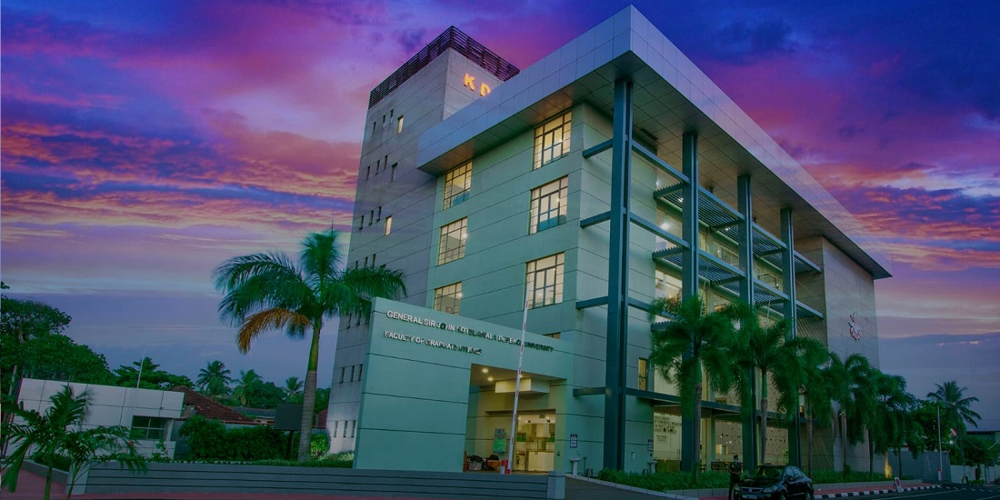 KD
GENERAL SIR JOHN KOTELAWALA DEFENCE UNIVERSITY
FACULTY OF GRADUATE STUDIES